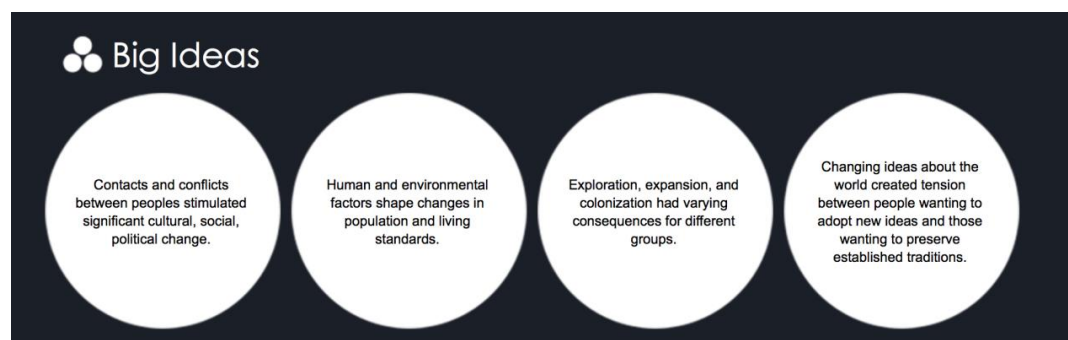 Big Ideas
Contacts and conflicts
between peoples stimulated
significant cultural, social,
political change.
Human and environmental
factors shape changes in
population and living
standards.
Exploration, expansion, and
colonization had varying
consequences for different
groups.
Changing ideas about the
world created tension
between people wanting to
adopt new ideas and those
wanting to preserve
established traditions.